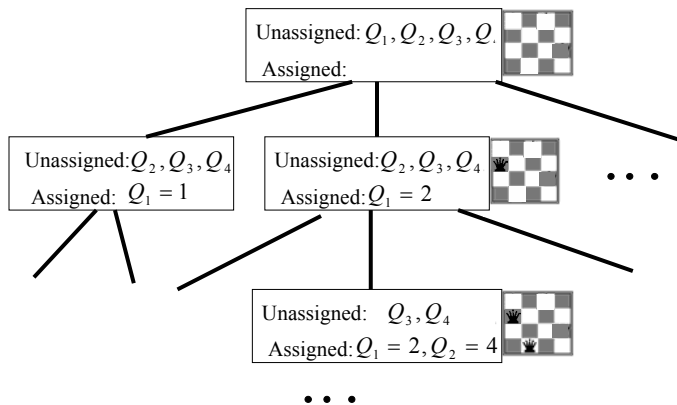 Unassigned: Q₁, Q₂, Q₃, Q
Assigned:
Unassigned: Q₂, Q₃, Q₄
Assigned: Q₁ = 1
Unassigned: Q₂, Q₃, Q₄
Assigned: Q₁ = 2
• • •
Unassigned: Q₃, Q₄
Assigned: Q₁ = 2, Q₂ = 4
• • •